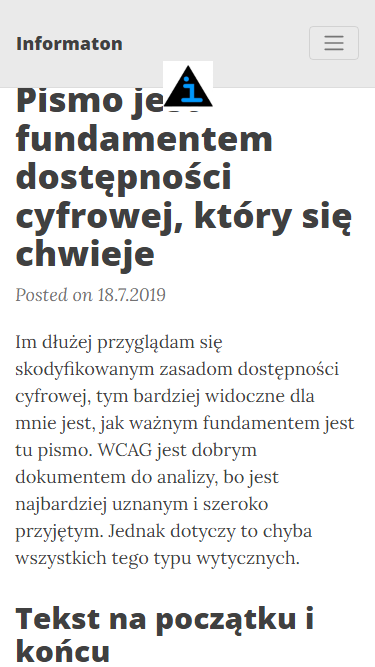 Informaton
i
Pismo jest
fundamentem
dostępności
cyfrowej, który się
chwieje
Posted on 18.7.2019
Im dłużej przyglądam się
skodyfikowanym zasadom dostępności
cyfrowej, tym bardziej widoczne dla
mnie jest, jak ważnym fundamentem jest
tu pismo. WCAG jest dobrym
dokumentem do analizy, bo jest
najbardziej uznanym i szeroko
przyjętym. Jednak dotyczy to chyba
wszystkich tego typu wytycznych.
Tekst na początku i
końcu